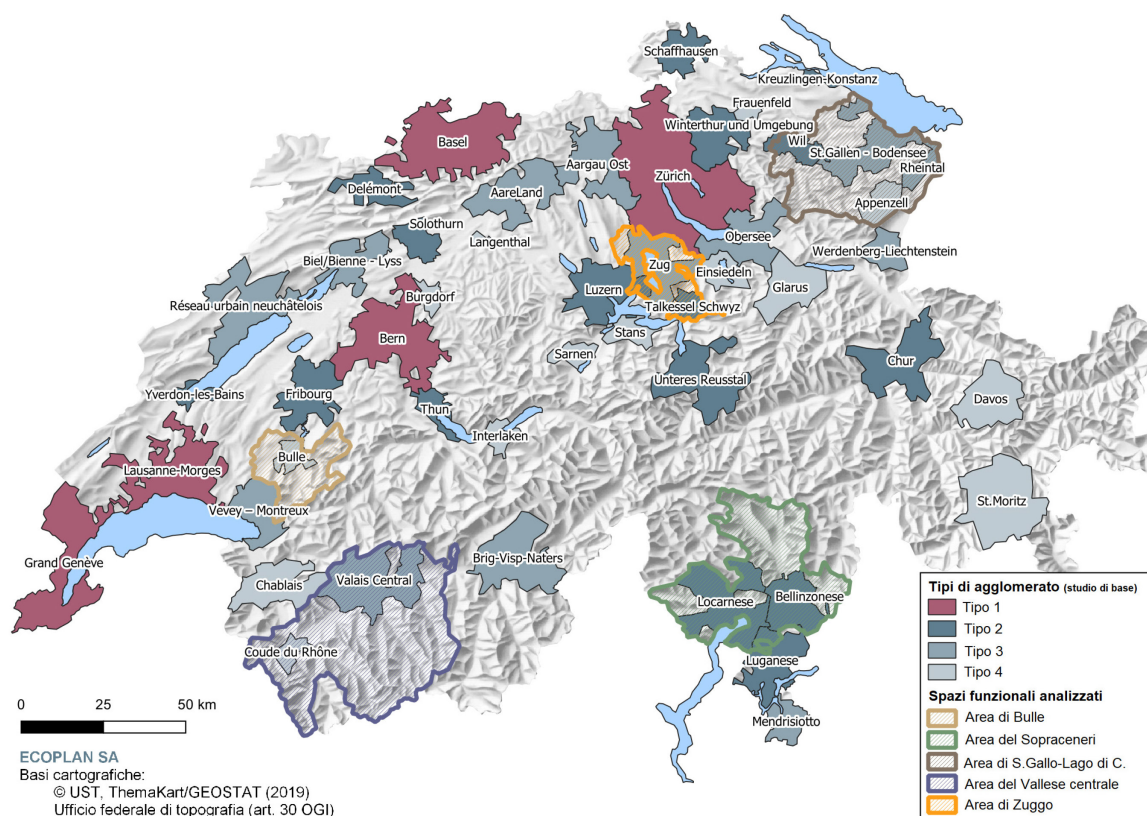 Schaffhausen
Kreuzlingen-Konstanz
Frauenfeld
Winterthur und Umgebung
Basel
Wil
St.Gallen - Bodensee
Aargau Ost
Rheintal
Zürich
Delémont
AareLand
Appenzell
Solothurn
Obersee
Langenthal
Werdenberg-Liechtenstein
Biel/Bienne - Lyss
Zug
Einsiedeln
Luzern
Glarus
Burgdorf
Réseau urbain neuchâtelois
Talkessel Schwyz
Stans
Bern
Sarnen
Chur
Unteres Reusstal
Yverdon-les-Bains
Fribourg
Davos
Thun
Interlaken
Bulle
Lausanne-Morges
St.Moritz
Vevey – Montreux
Grand Genève
Brig-Visp-Naters
Chablais
Valais Central
Bellinzonese
Locarnese
Coude du Rhône
Luganese
Mendrisiotto
Tipi di agglomerato (studio di base)
Tipo 1
Tipo 2
Tipo 3
Tipo 4
Spazi funzionali analizzati
Area di Bulle
Area del Sopraceneri
Area di S.Gallo-Lago di C.
Area del Vallese centrale
Area di Zuggo
0 25 50 km
ECOPLAN SA
Basi cartografiche:
© UST, ThemaKart/GEOSTAT (2019)
Ufficio federale di topografia (art. 30 OGI)